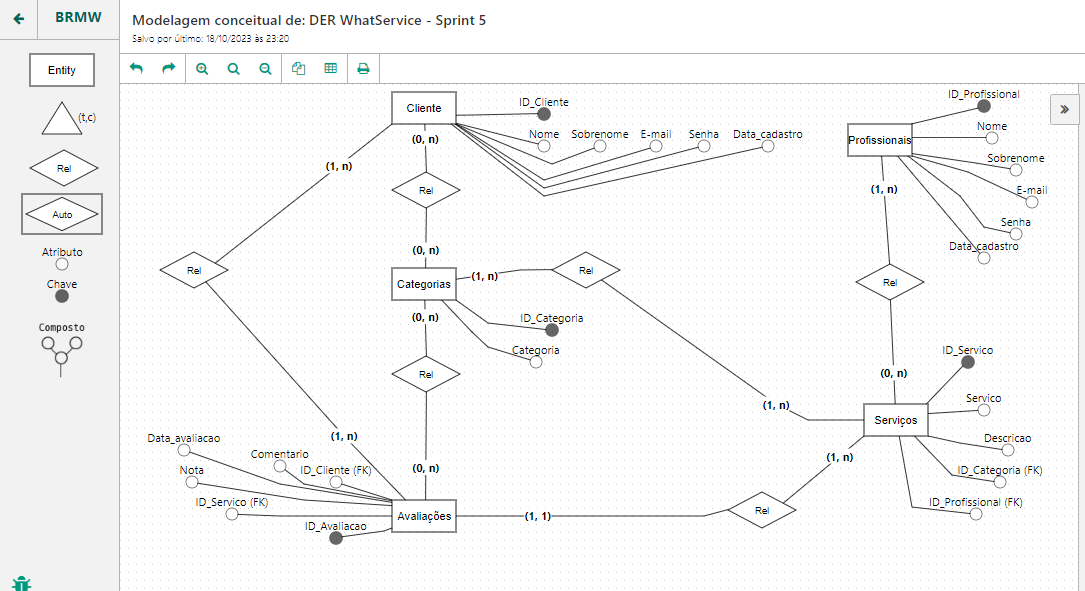 BRMW
Modelagem conceitual de: DER WhatService - Sprint 5
Salvo por último: 18/10/2023 às 23:20
Entity
(t,c)
Rel
Auto
Atributo
Chave
Composto
Cliente
ID_Cliente
Nome
Sobrenome
E-mail
Senha
Data_cadastro
(0, n)
(1, n)
Rel
(0, n)
Rel
Categorias
(1, n)
Rel
ID_Categoria
Categoria
(0, n)
Rel
(0, n)
Profissionais
ID_Profissional
Nome
Sobrenome
E-mail
Senha
Data_cadastro
(1, n)
Rel
(0, n)
ID_Servico
Servico
Serviços
Descricao
ID_Categoria (FK)
ID_Profissional (FK)
(1, n)
(1, n)
Rel
(1, n)
Data_avaliacao
Comentario
Nota
ID_Cliente (FK)
ID_Servico (FK)
ID_Avaliacao
Avaliações
(1, 1)